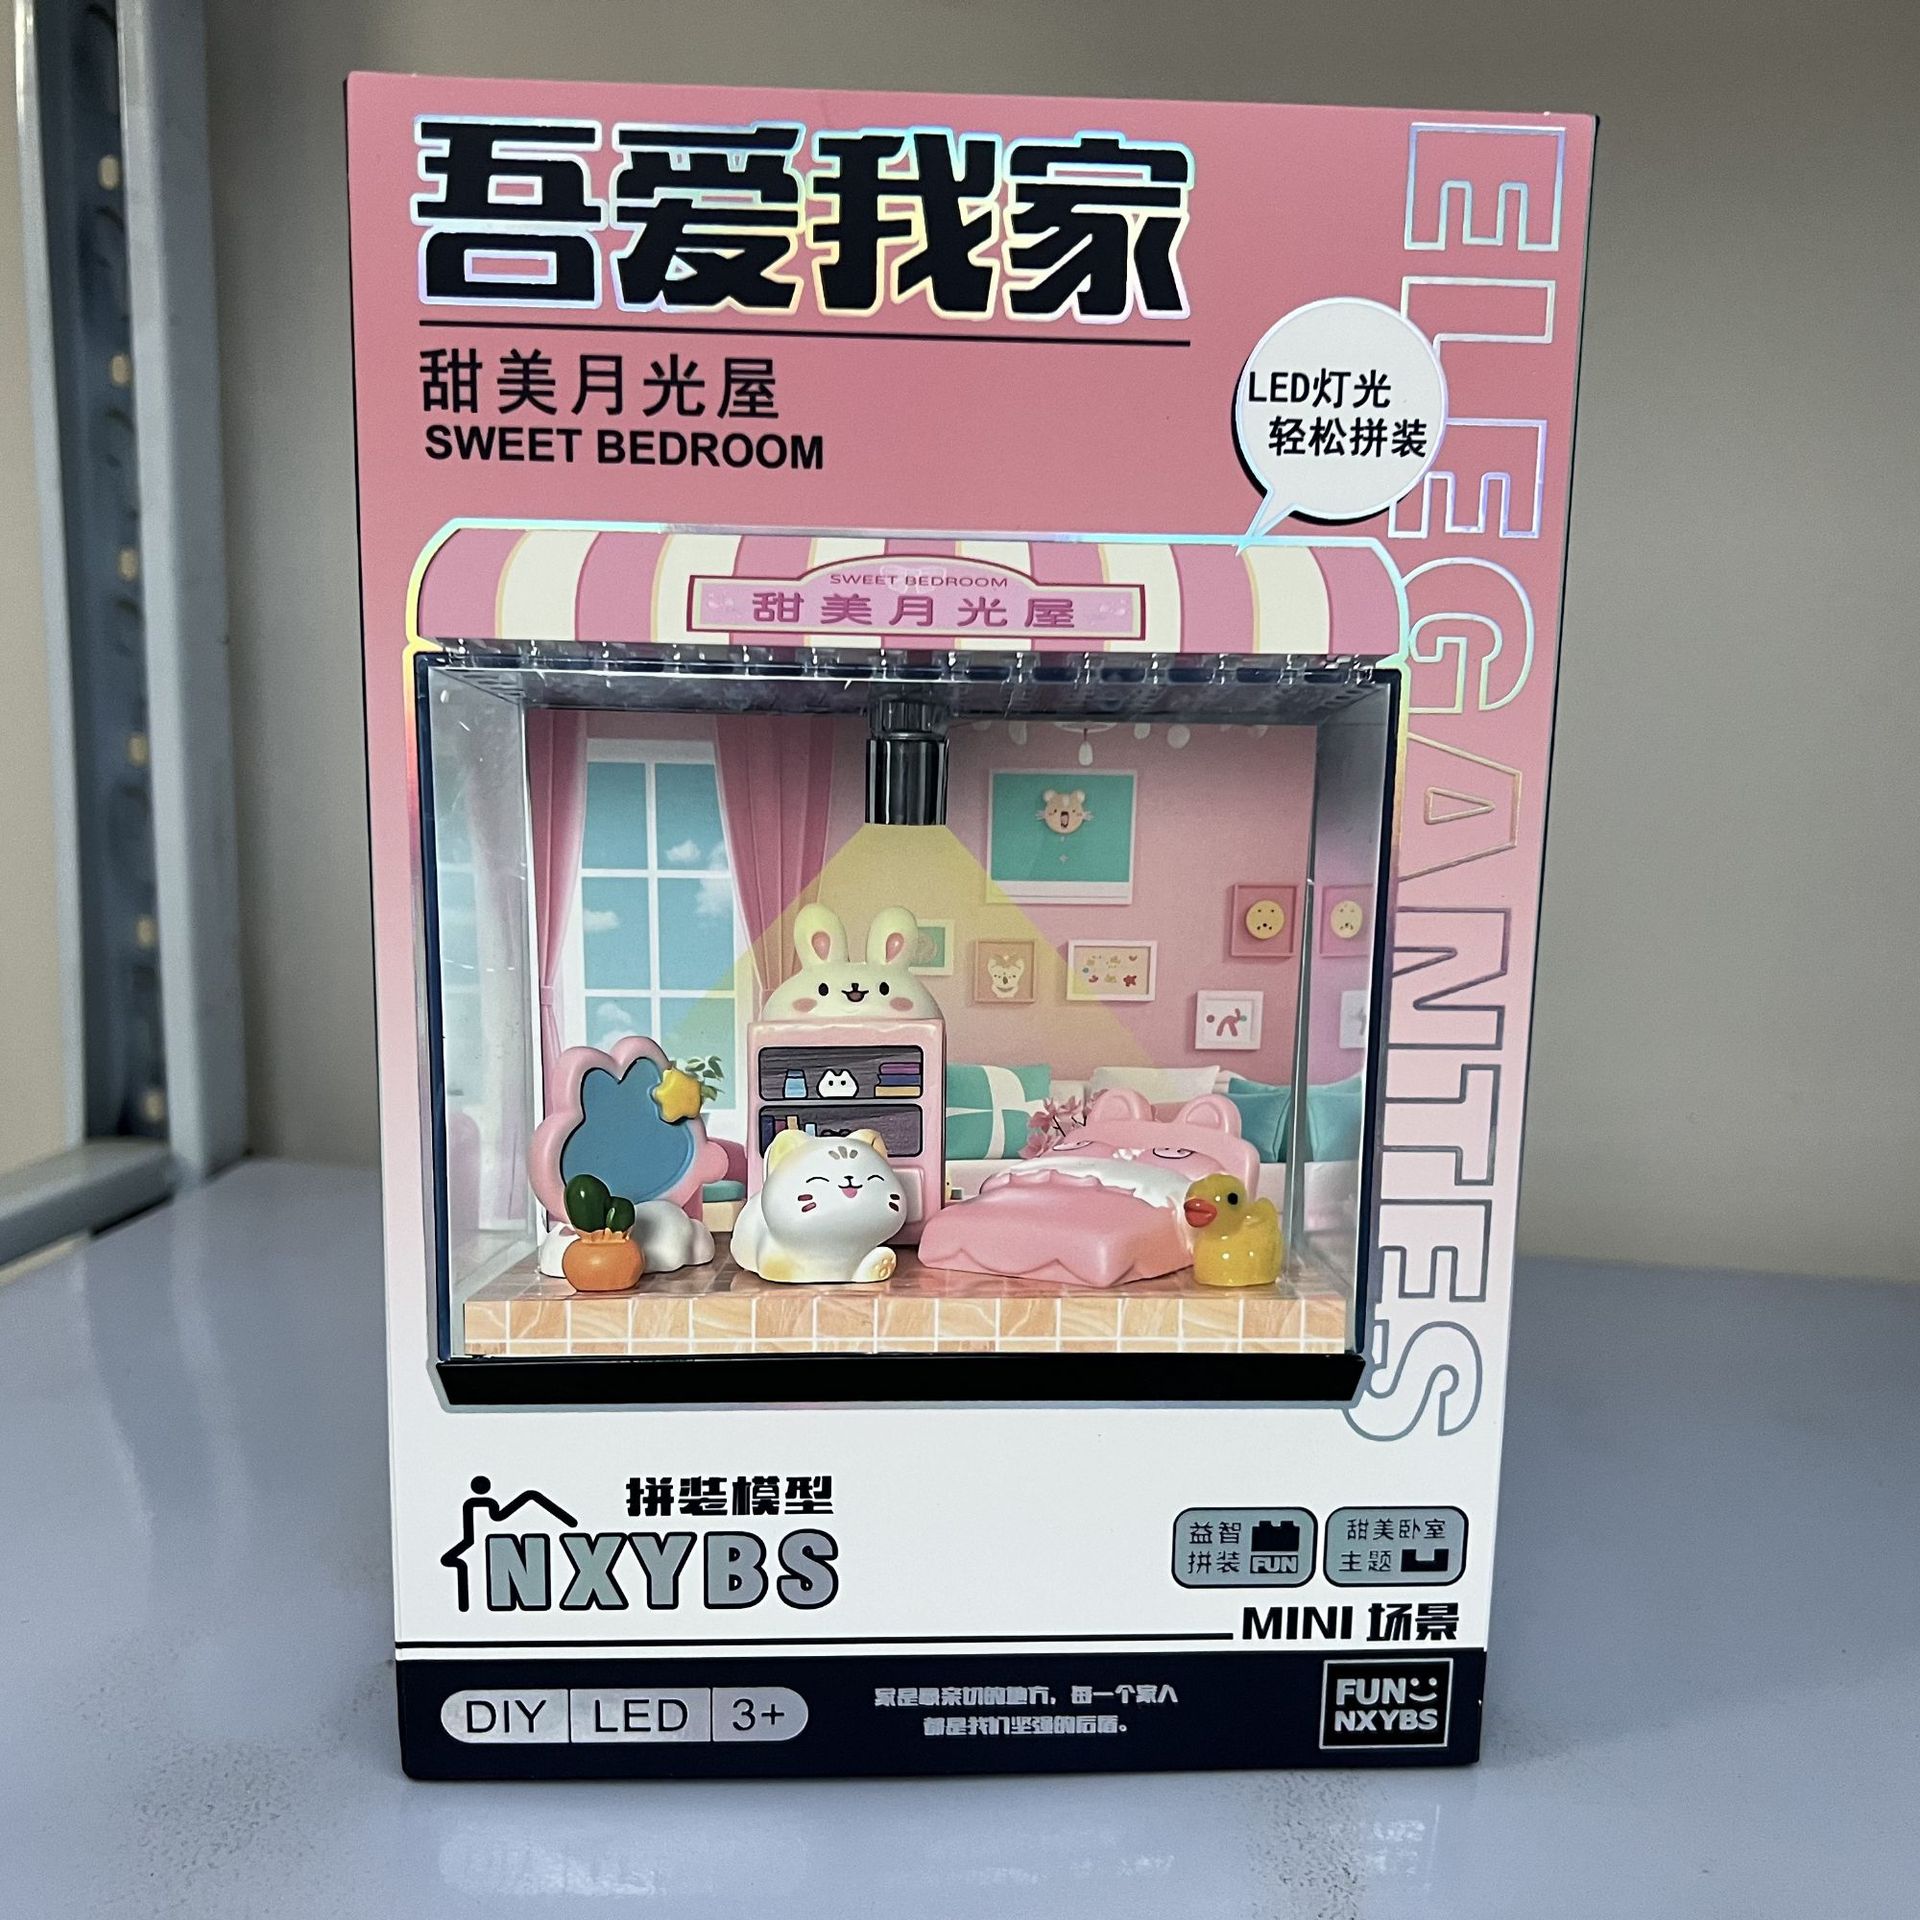 吾爱我家
甜美月光屋
SWEET BEDROOM
ELEGANTES
LED灯光
轻松拼装
SWEET BEDROOM
甜美月光屋
拼装模型
NXYBS
益智
拼装 FUN
甜美卧室
主题
MINI 场景
DIY LED 3+
家是最亲切的地方，每一个家人
都是我们坚强的后盾。
FUN
NXYBS